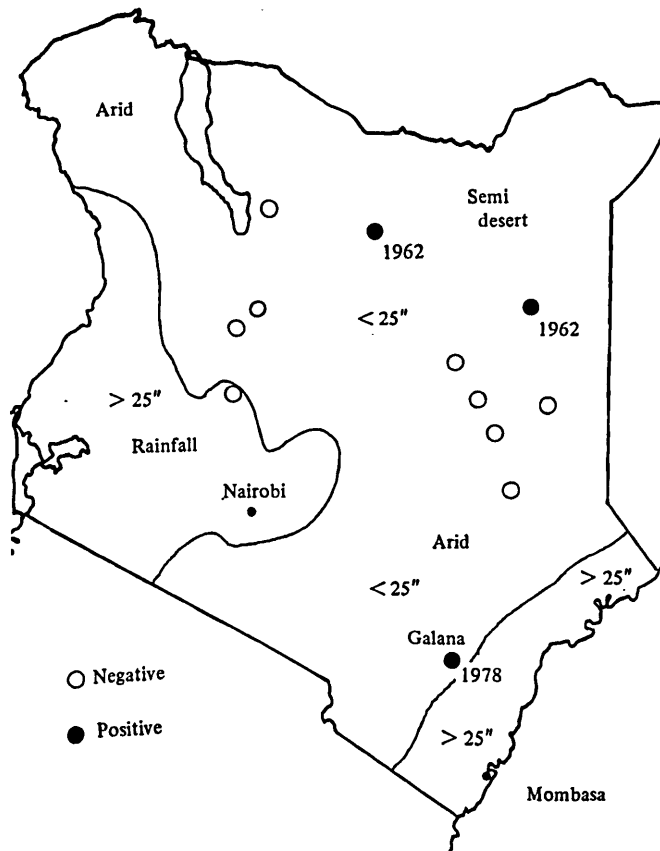 Arid
Semi
desert
1962
< 25"
1962
> 25"
Rainfall
Nairobi
Arid
> 25"
< 25"
Galana
1978
Negative
Positive
> 25"
Mombasa